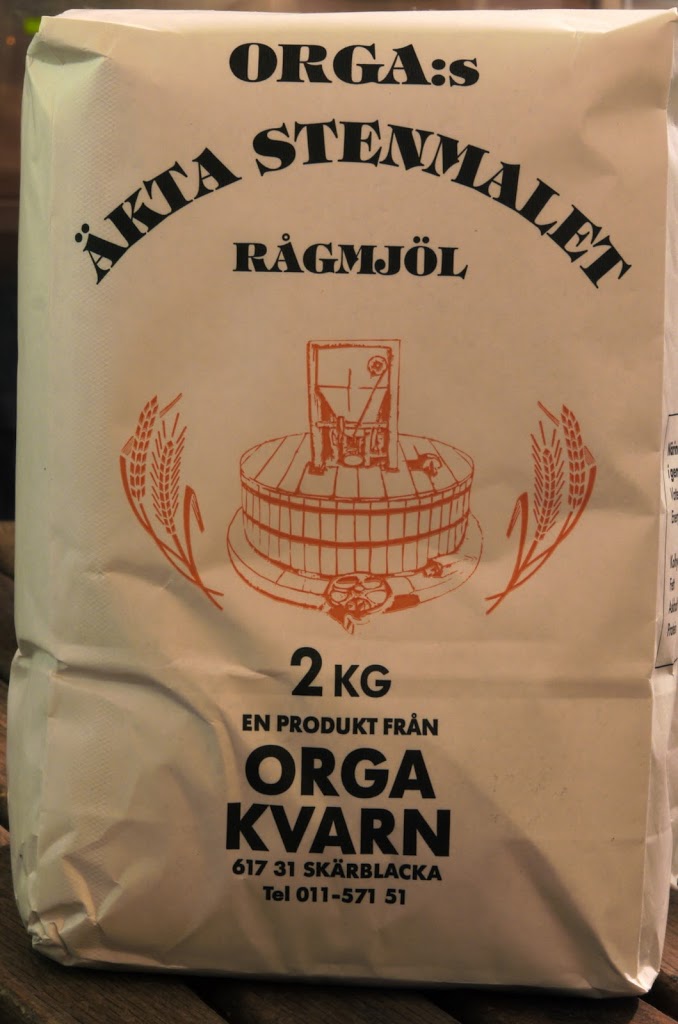 ORGA:s
ÄKTA STENMALET
RÅGMJÖL
2 KG
EN PRODUKT FRÅN
ORGA
KVARN
617 31 SKÄRBLACKA
Tel 011-571 51